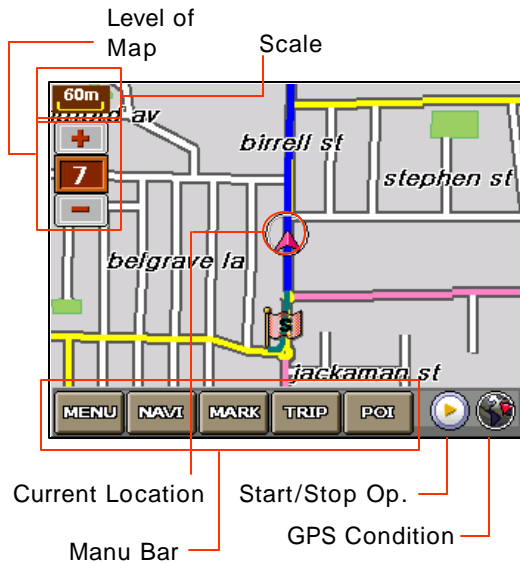 Level of
Map
Scale
60m
av
birrell st
+
7
stephen st
-
belgrave la
S
jackaman st
MENU NAVI MARK TRIP POI
Current Location
Start/Stop Op.
GPS Condition
Manu Bar